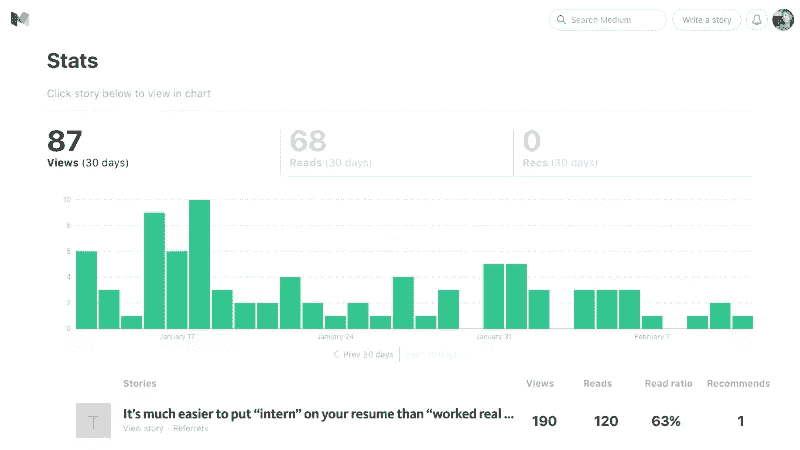 Search Medium
Write a story
Stats
Click story below to view in chart
87
Views (30 days)
68
Reads (30 days)
0
Recs (30 days)
10
8
6
4
2
0
January 17
January 24
January 31
February 7
Prev 30 days
Stories Views Reads Read ratio Recommends
T
It's much easier to put “intern” on your resume than “worked real ...
190 120 63% 1
View story · Referrers